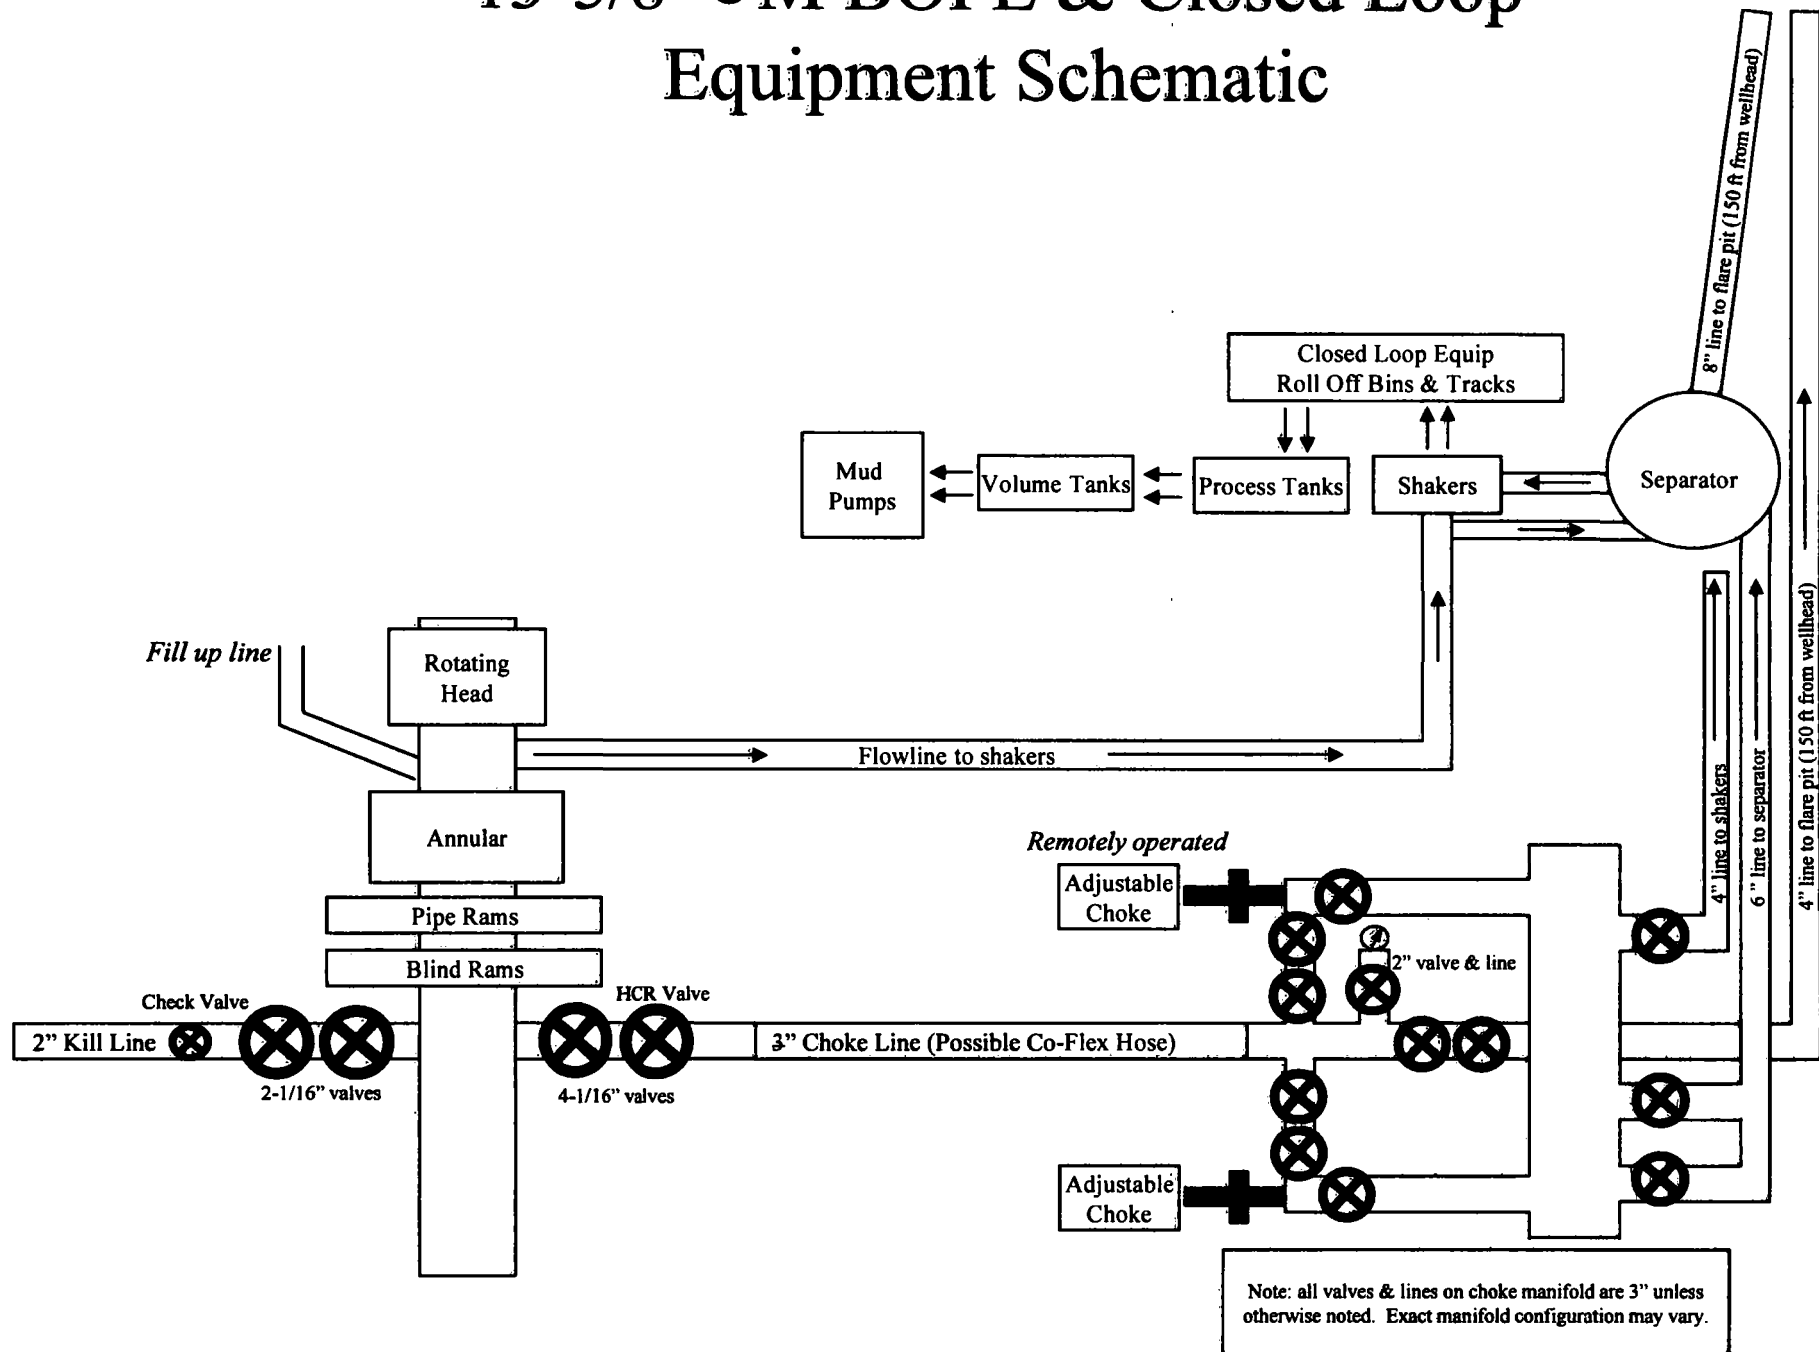 BOPE & Closed Loop
Equipment Schematic
8” line to flare pit (150 ft from wellhead)
Closed Loop Equip
Roll Off Bins & Tracks
Mud
Pumps
Volume Tanks
Process Tanks
Shakers
Separator
Fill up line
Rotating
Head
Flowline to shakers
Annular
Pipe Rams
Blind Rams
Check Valve
HCR Valve
2” Kill Line
3” Choke Line (Possible Co-Flex Hose)
2-1/16” valves
4-1/16” valves
Remotely operated
Adjustable
Choke
2” valve & line
Adjustable
Choke
4” line to shakers
6” line to separator
4” line to flare pit (150 ft from wellhead)
Note: all valves & lines on choke manifold are 3” unless
otherwise noted.  Exact manifold configuration may vary.